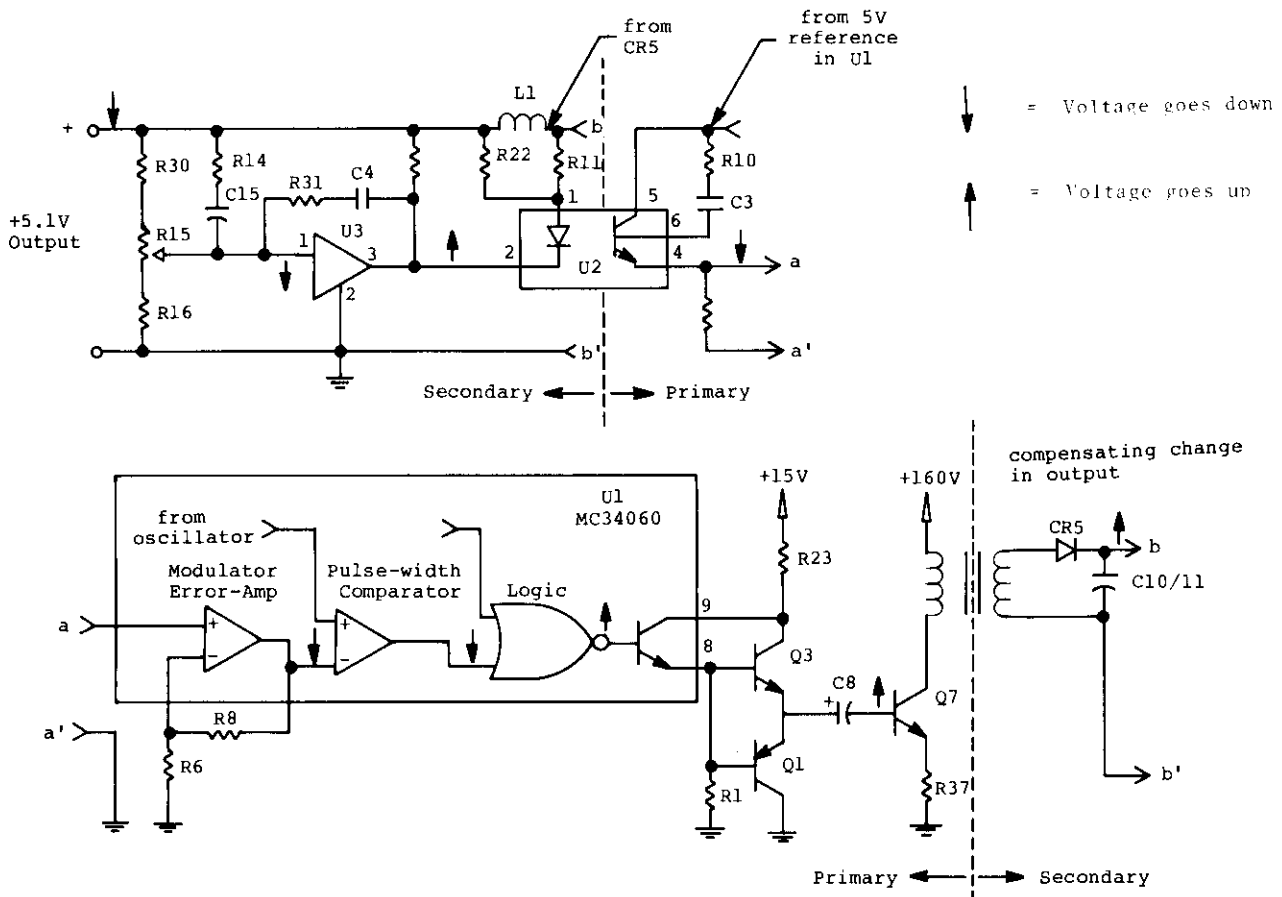 from
CR5
from 5V
reference
in U1
= Voltage goes down
= Voltage goes up
+
L1
b
R30
R14
C15
R31
C4
R22
R11
R10
C3
1
5
6
+5.1V
Output
R15
1
U3
3
2
2
U2
4
a
R16
b'
a'
Secondary
Primary
compensating change
in output
U1
MC34060
+15V
+160V
from
oscillator
CR5
b
R23
Modulator
Error-Amp
Pulse-width
Comparator
Logic
C10/11
9
a
+
-
+
-
8
Q3
+
C8
Q7
a'
R8
R6
R1
Q1
R37
b'
Primary
Secondary